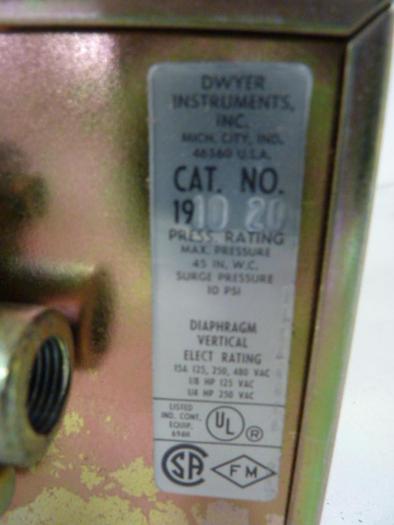 DWYER
INSTRUMENTS,
INC.
MICH. CITY, IND.
46360 U.S.A.
CAT. NO.
1910 20
PRESS. RATING
MAX. PRESSURE
45 IN. W.C.
SURGE PRESSURE
10 PSI
DIAPHRAGM
VERTICAL
ELECT RATING
15A 125, 250, 480 VAC
1/8 HP 125 VAC
1/4 HP 250 VAC
LISTED
IND. CONT.
EQUIP.
UL ®
SA FM